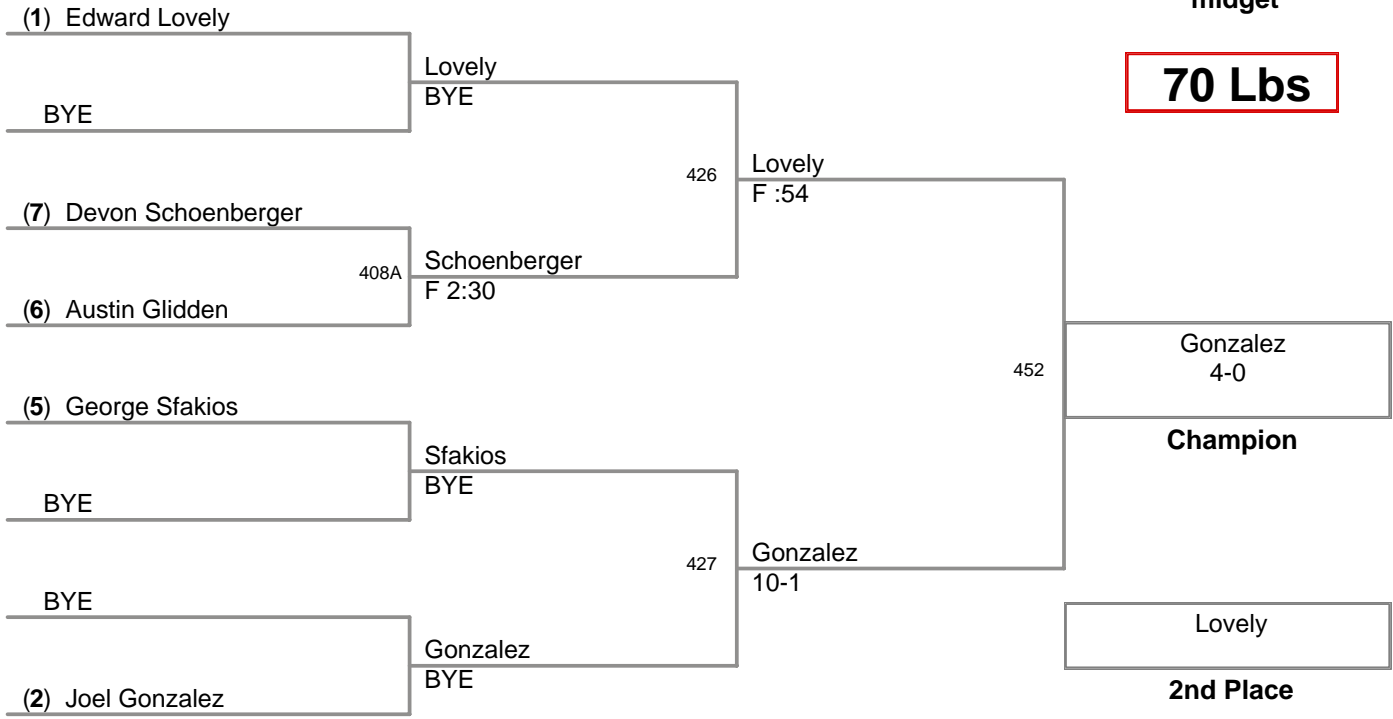 midget
70 Lbs
(1) Edward Lovely
BYE
Lovely
BYE
(7) Devon Schoenberger
408A
(6) Austin Glidden
Schoenberger
F 2:30
426
Lovely
F :54
(5) George Sfakios
BYE
Sfakios
BYE
BYE
(2) Joel Gonzalez
Gonzalez
BYE
427
Gonzalez
10-1
452
Gonzalez
4-0
Champion
Lovely
2nd Place